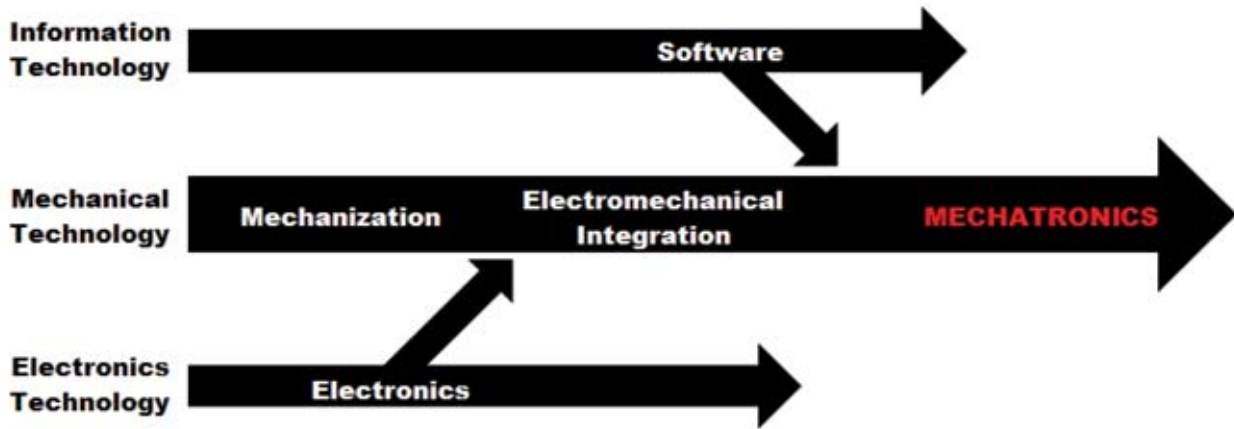 Information
Technology
Software
Mechanical
Technology
Mechanization
Electromechanical
Integration
MECHATRONICS
Electronics
Technology
Electronics